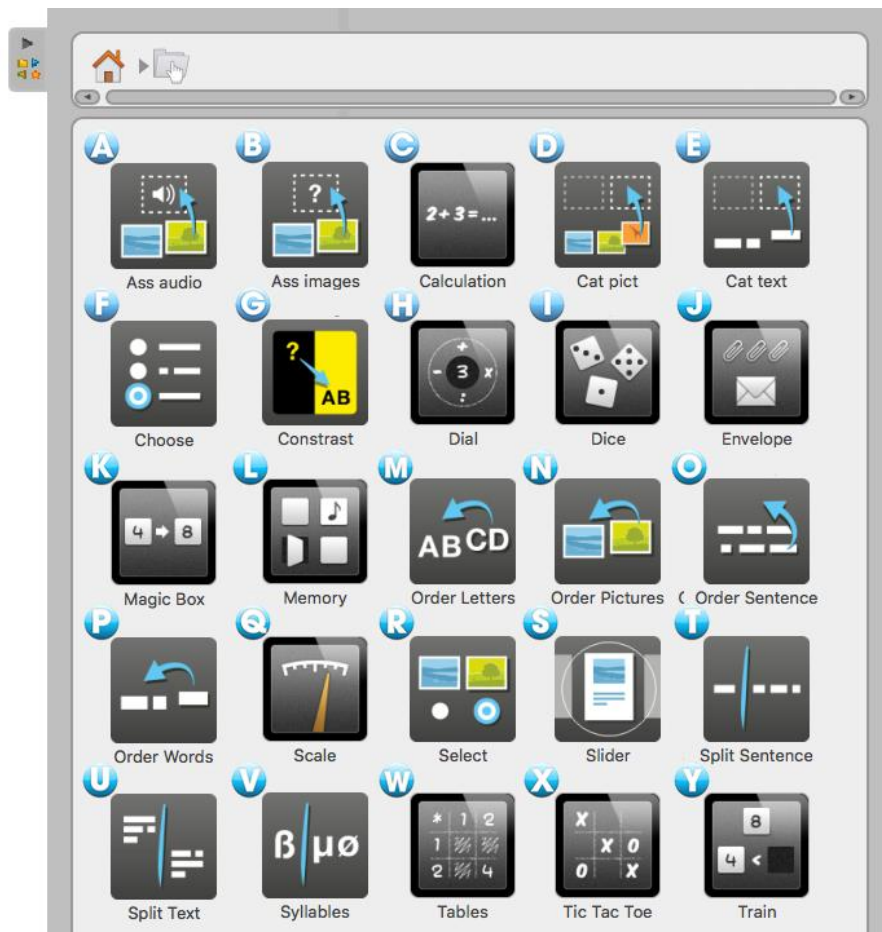 A B C D E
? 2+3=...
Ass audio Ass images Calculation Cat pict Cat text
F G H I J
? AB + - 3 x :
Choose Constrast Dial Dice Envelope
K L M N O
4 8 ABCD
Magic Box Memory Order Letters Order Pictures ( Order Sentence
P Q R S T
Order Words Scale Select Slider Split Sentence
U V W X Y
* 1 2 X 8
ß μø 1 X O 4 <
2 4 O X
Split Text Syllables Tables Tic Tac Toe Train